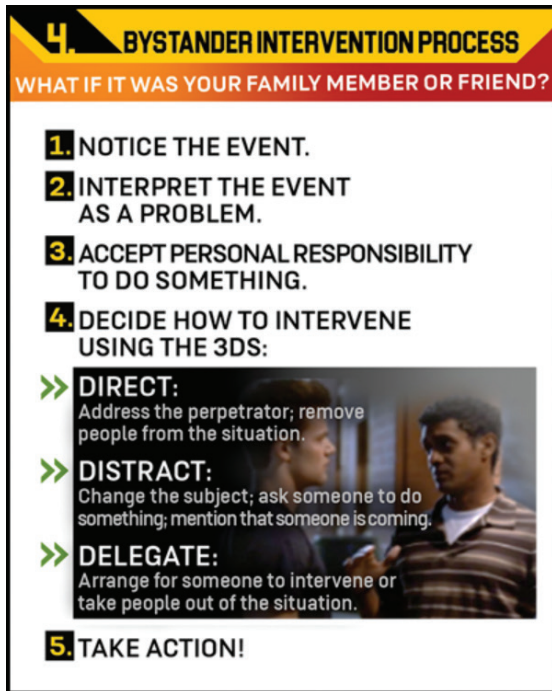 4. BYSTANDER INTERVENTION PROCESS
WHAT IF IT WAS YOUR FAMILY MEMBER OR FRIEND?
1. NOTICE THE EVENT.
2. INTERPRET THE EVENT
AS A PROBLEM.
3. ACCEPT PERSONAL RESPONSIBILITY
TO DO SOMETHING.
4. DECIDE HOW TO INTERVENE
USING THE 3DS:
DIRECT:
Address the perpetrator; remove
people from the situation.
DISTRACT:
Change the subject; ask someone to do
something; mention that someone is coming.
DELEGATE:
Arrange for someone to intervene or
take people out of the situation.
5. TAKE ACTION!